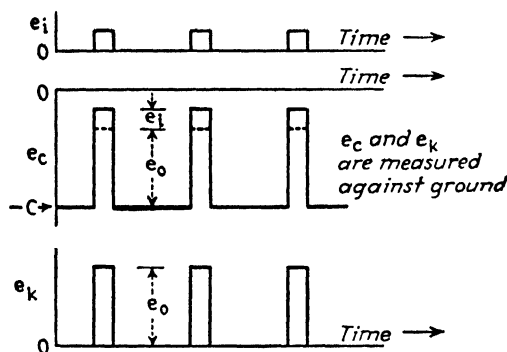 e_i
0
Time →
Time →
0
e_i
e_c
e_o
e_c and e_k
are measured
against ground
-C→
e_k
e_o
0
Time →